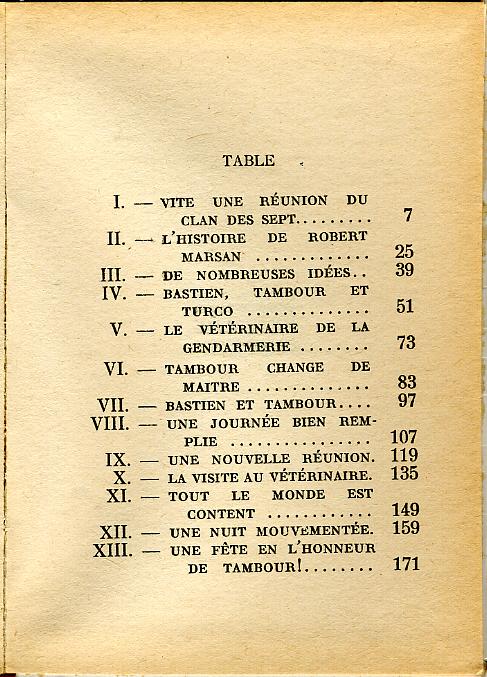 TABLE
I. — VITE UNE RÉUNION DU
CLAN DES SEPT......... 7
II. — L'HISTOIRE DE ROBERT
MARSAN ............. 25
III. — DE NOMBREUSES IDÉES.. 39
IV. — BASTIEN, TAMBOUR ET
TURCO .............. 51
V. — LE VÉTÉRINAIRE DE LA
GENDARMERIE ........ 73
VI. — TAMBOUR CHANGE DE
MAITRE .............. 83
VII. — BASTIEN ET TAMBOUR.... 97
VIII. — UNE JOURNÉE BIEN REM-
PLIE ................ 107
IX. — UNE NOUVELLE RÉUNION. 119
X. — LA VISITE AU VÉTÉRINAIRE. 135
XI. — TOUT LE MONDE EST
CONTENT ............ 149
XII. — UNE NUIT MOUVEMENTÉE. 159
XIII. — UNE FÊTE EN L'HONNEUR
DE TAMBOUR!........ 171